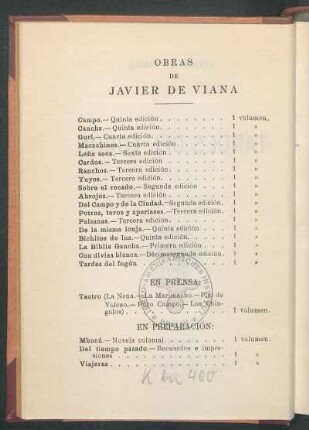 OBRAS
DE
JAVIER DE VIANA
Campo.—Quinta edición . . . . . . . 1 volumen.
Gaucha.—Quinta edición. . . . . . . 1 »
Gurí.—Cuarta edición. . . . . . . 1 »
Macachines.—Cuarta edición . . . . . . 1 »
Leña seca.—Sexta edición . . . . . . 1 »
Cardos.—Tercera edición . . . . . . 1 »
Ranchos.—Tercera edición. . . . . . 1 »
Yuyos.—Tercera edición. . . . . . . 1 »
Sobre el recado.—Segunda edición . . . . 1 »
Abrojos.—Tercera edición. . . . . . 1 »
Del Campo y de la Ciudad.—Segunda edición. 1 »
Potros, toros y aperiases.—Tercera edición. . 1 »
Paisanas.—Tercera edición. . . . . . 1 »
De la misma lonja.—Quinta edición . . . . 1 »
Bichitos de luz.—Quinta edición. . . . . 1 »
La Biblia Gaucha.—Primera edición . . . . 1 »
Con divisa blanca.— edición. . . 1 »
Tardes del fogón . . . . . . . . 1 »
EN PRENSA:
Teatro (La Nena.—La Marimacho.—Pial de
Volcao.—Puro Campo.—Los Chin-
golos) . . . . . . . . . 1 volumen.
EN PREPARACIÓN:
Mbocú.—Novela colonial . . . . . . 1 volumen.
Del tiempo pasado.—Recuerdos e impre-
siones . . . . . . . . . 1 »
Viajeras . . . . . . . . . . 1 »
400